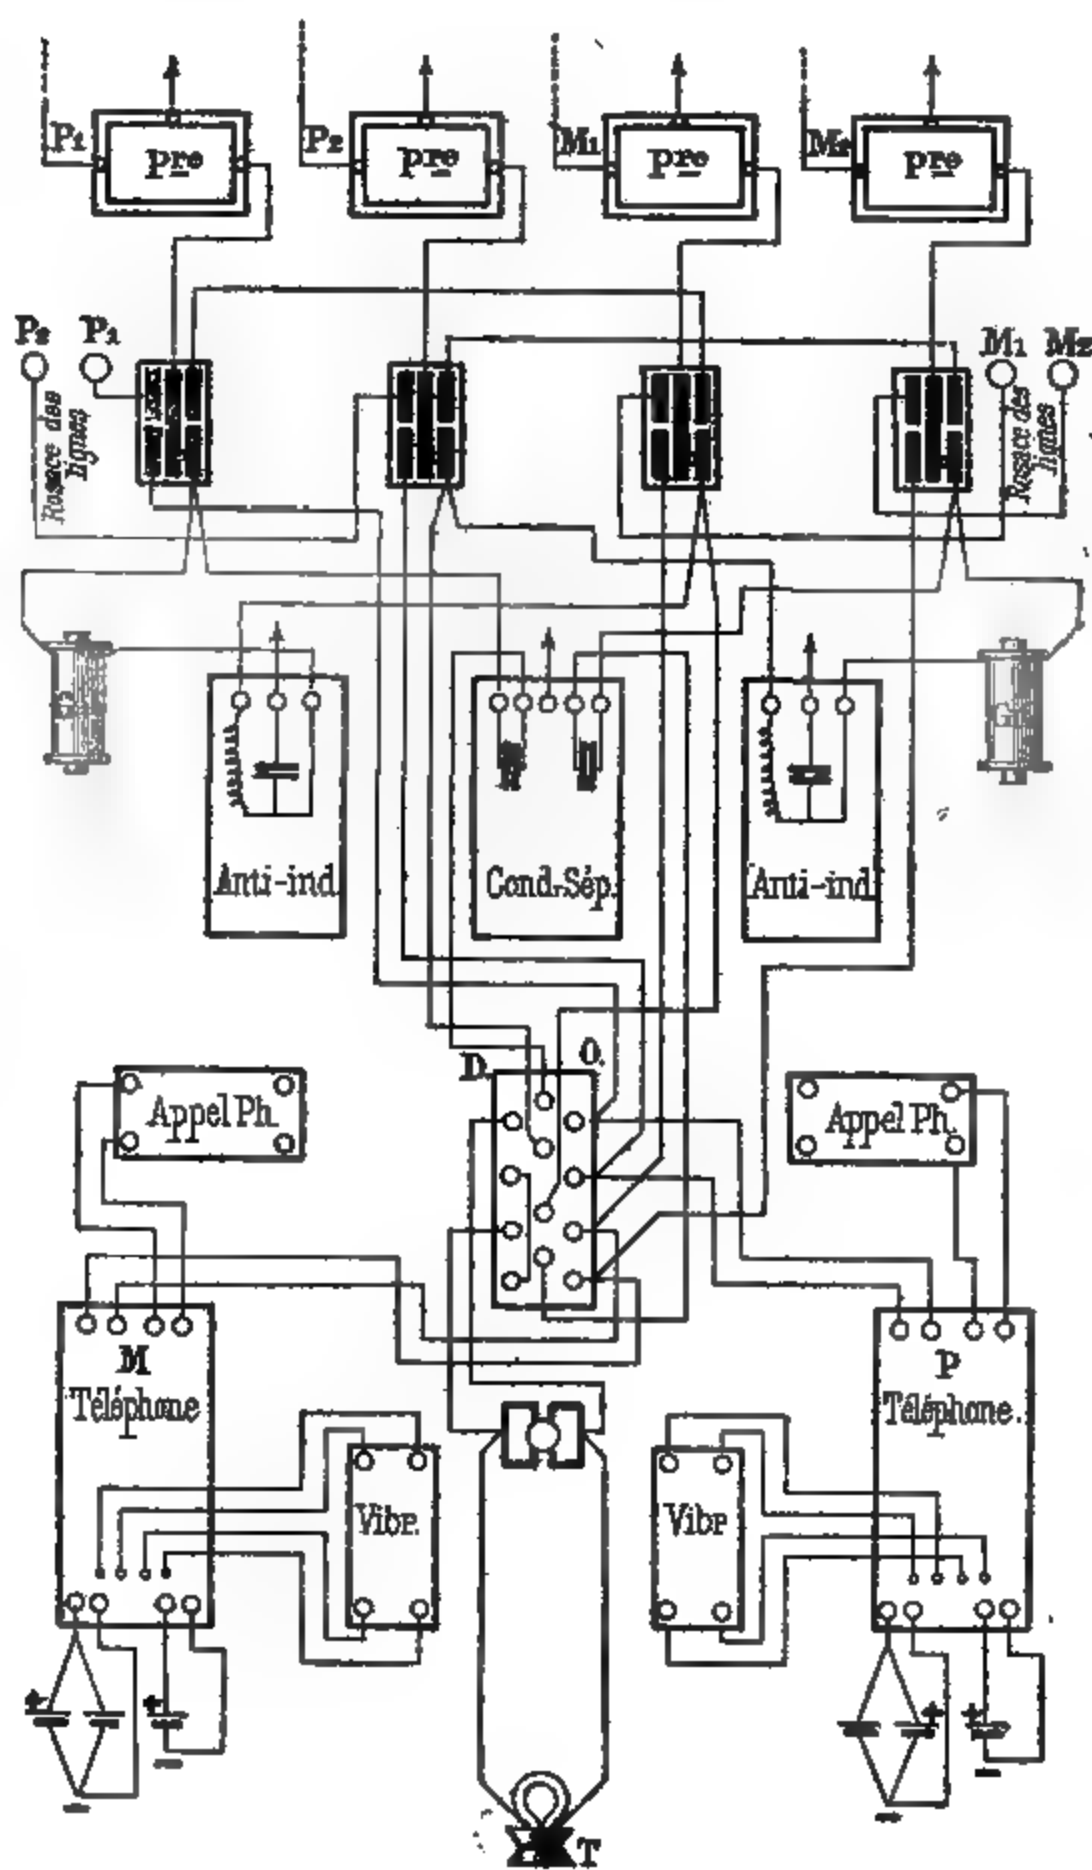 P1
P2
M1
M2
pre
pre
pre
pre
P2
P1
M1
M2
Rosace des
lignes
Rosace des
lignes
G
Anti-ind.
Cond. Sép.
Anti-ind.
D.
O.
Appel Ph.
Appel Ph.
M
Téléphone
P
Téléphone.
Vibr.
Vibr
+
+
+
+
T